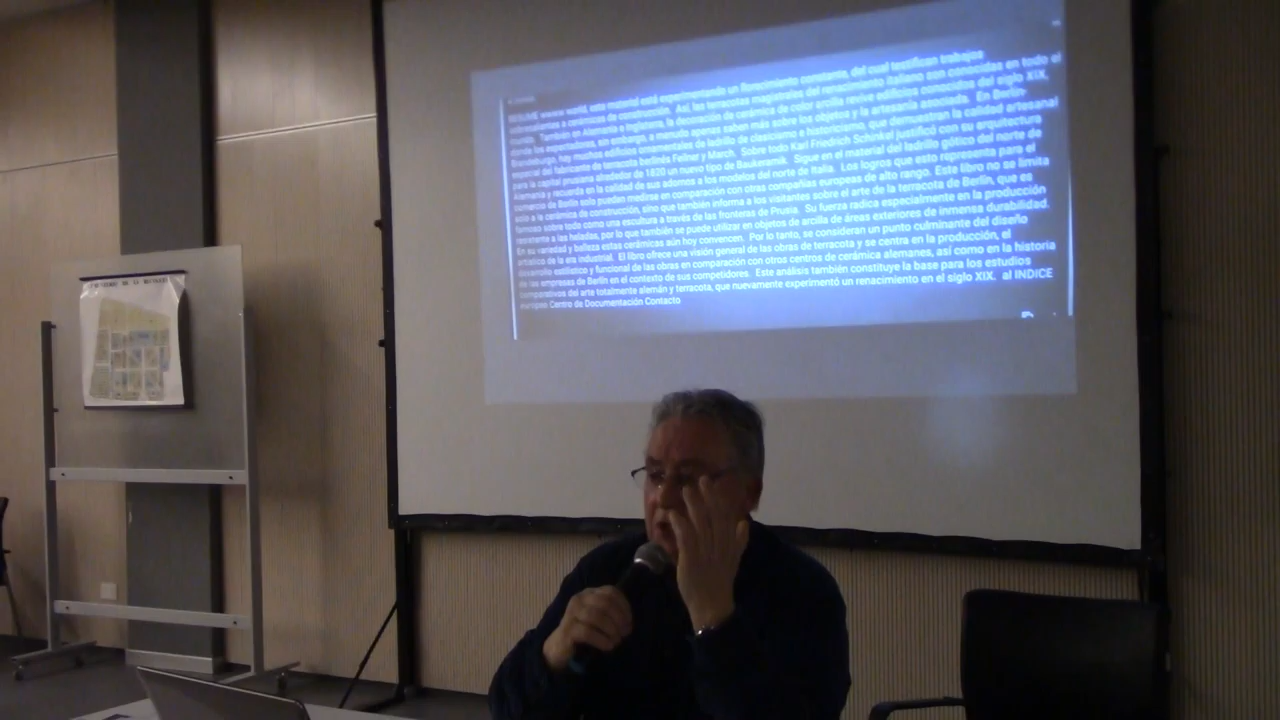 RESUME wwww world, este material está experimentando un florecimiento constante, del cual testifican trabajos
sobresalientes a cerámicos de construcción. Así, las terracotas magistrales del renacimiento italiano son conocidas en todo el
mundo. También en Alemania e Inglaterra, la decoración de cerámica de color arcilla revive edificios conocidos del siglo XIX,
donde los espectadores, sin embargo, a menudo apenas saben más sobre los objetos y la artesanía asociada. En Berlín-
Brandeburgo, hay muchos edificios ornamentales de ladrillo de clasicismo e historicismo, que demuestran la calidad artesanal
especial del fabricante de terracota berlinés Feilner y March. Sobre todo Karl Friedrich Schinkel justificó con su arquitectura
para la capital prusiana alrededor de 1820 un nuevo tipo de Baukeramik. Sigue en el material del ladrillo gótico del norte de
Alemania y recuerda en la calidad de sus adornos a los modelos del norte de Italia. Los logros que esto representa para el
comercio de Berlín solo puedan medirse en comparación con otras compañías europeas de alto rango. Este libro no se limita
solo a la cerámica de construcción, sino que también informa a los visitantes sobre el arte de la terracota de Berlín, que es
famoso sobre todo como una escultura a través de las fronteras de Prusia. Su fuerza radica especialmente en la producción
resistente a las heladas, por lo que también se puede utilizar en objetos de arcilla de áreas exteriores de inmensa durabilidad.
En su variedad y belleza estas cerámicas aún hoy convencen. Por lo tanto, se consideran un punto culminante del diseño
artístico de la era industrial. El libro ofrece una visión general de las obras de terracota y se centra en la producción, el
desarrollo estilístico y funcional de las obras en comparación con otros centros de cerámica alemanes, así como en la historia
de las empresas de Berlín en el contexto de sus competidores. Este análisis también constituye la base para los estudios
comparativos del arte totalmente alemán y terracota, que nuevamente experimentó un renacimiento en el siglo XIX. al INDICE
europeo Centro de Documentación Contacto